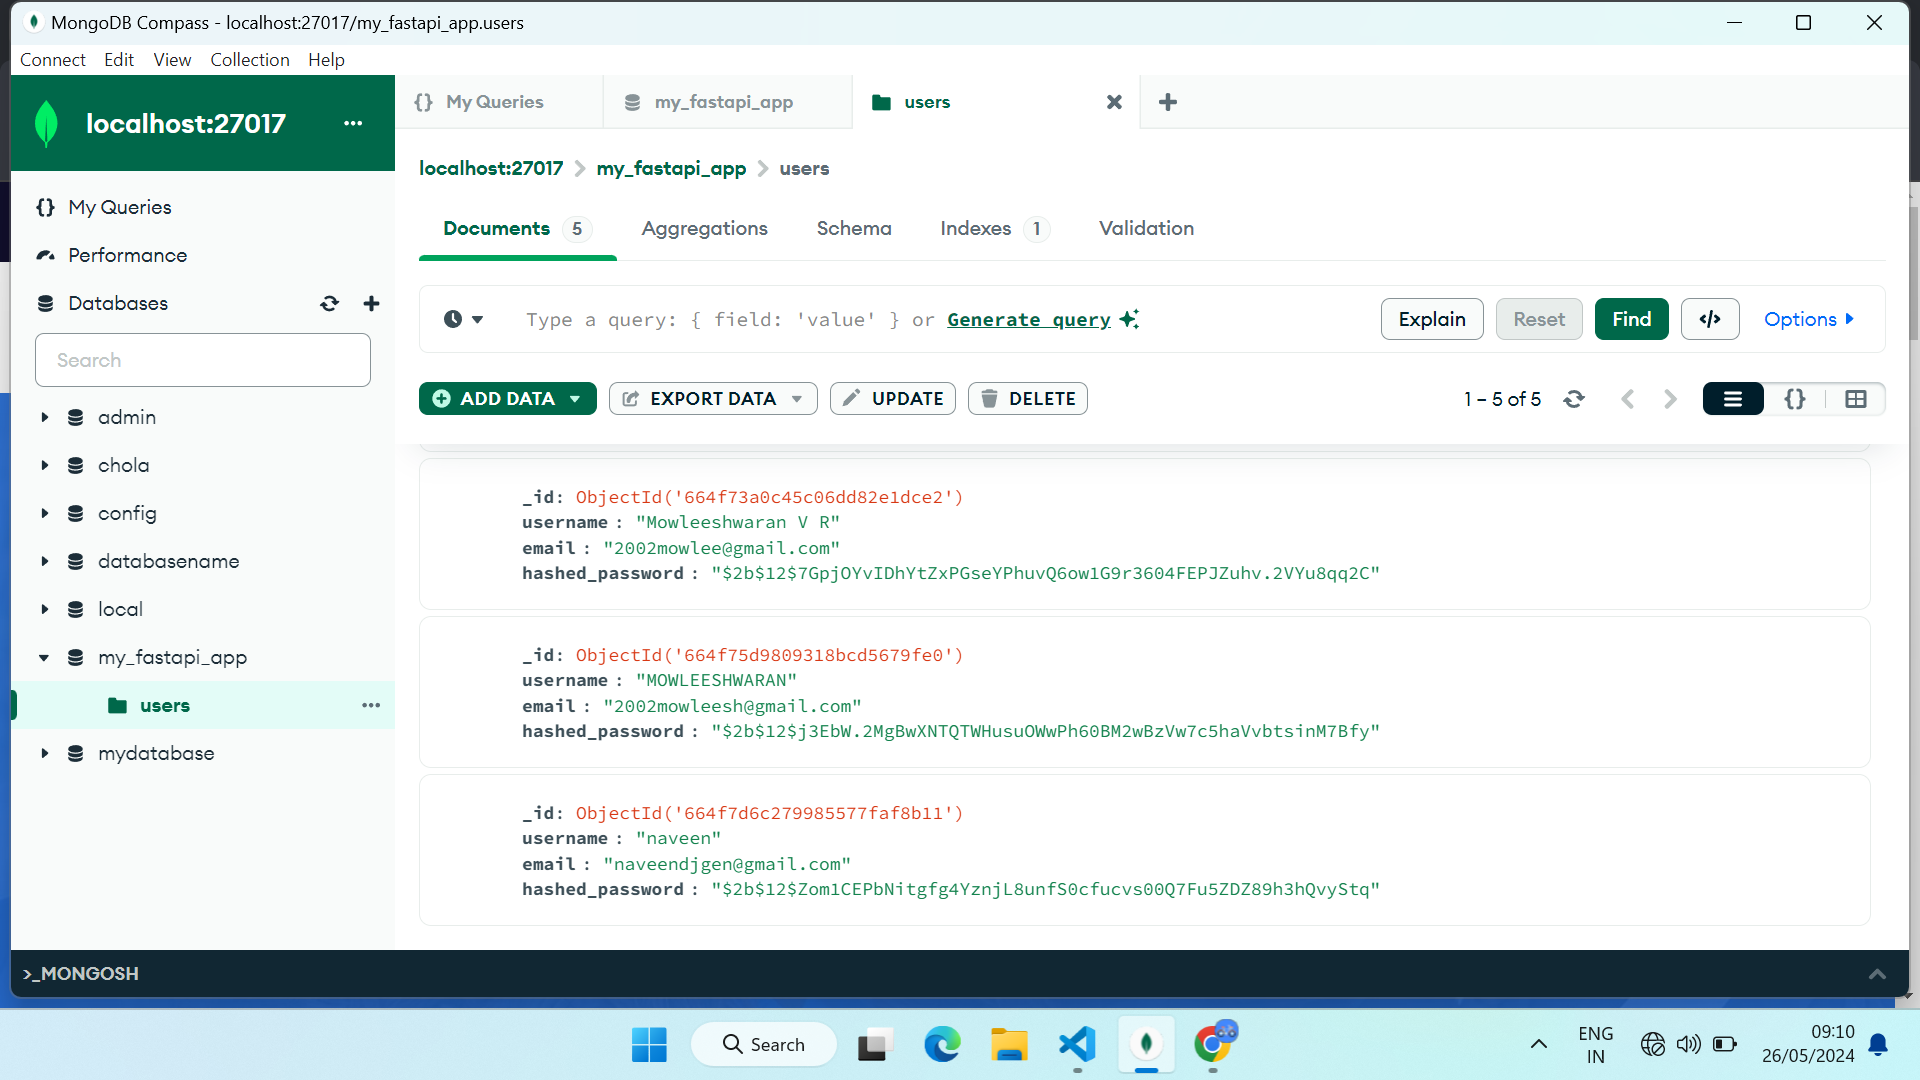 MongoDB Compass - localhost:27017/my_fastapi_app.users
Connect Edit View Collection Help
localhost:27017
My Queries
my_fastapi_app
users
localhost:27017 > my_fastapi_app > users
My Queries
Performance
Databases
Search
admin
chola
config
databasename
local
my_fastapi_app
users
mydatabase
Documents 5 Aggregations Schema Indexes 1 Validation
Type a query: { field: 'value' } or Generate query
Explain Reset Find </> Options
ADD DATA EXPORT DATA UPDATE DELETE 1 – 5 of 5
_id: ObjectId('664f73a0c45c06dd82e1dce2')
username : "Mowleeshwaran V R"
email : "2002mowlee@gmail.com"
hashed_password : "$2b$12$7GpjOYvIDhYtZxPGseYPhuvQ6ow1G9r36O4FEPJZuhv.2VYu8qq2C"
_id: ObjectId('664f75d9809318bcd5679fe0')
username : "MOWLEESHWARAN"
email : "2002mowleesh@gmail.com"
hashed_password : "$2b$12$j3EbW.2MgBwXNTQTWHusuOWwPh60BM2wBzVw7c5haVvbtsinM7Bfy"
_id: ObjectId('664f7d6c279985577faf8b11')
username : "naveen"
email : "naveendjgen@gmail.com"
hashed_password : "$2b$12$Zom1CEPbNitgfg4YznjL8unfS0cfucvs00Q7Fu5ZDZ89h3hQvyStq"
>_MONGOSH
Search
ENG
IN
09:10
26/05/2024